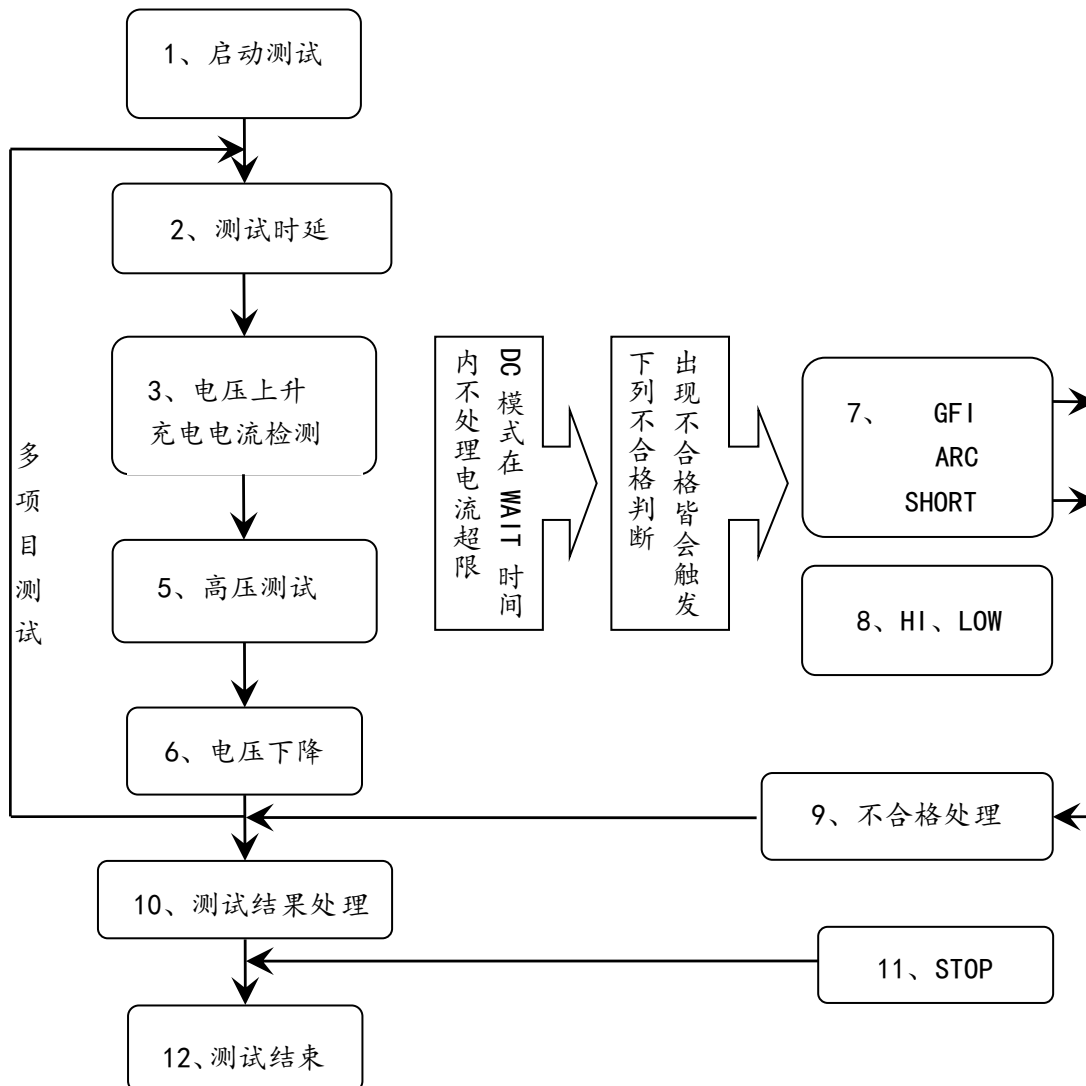 1、启动测试
2、测试时延
3、电压上升
充电电流检测
5、高压测试
6、电压下降
多项目测试
DC 模式在 WAIT 时间
内不处理电流超限
出现不合格皆会触发
下列不合格判断
7、 GFI
ARC
SHORT
8、HI、LOW
9、不合格处理
10、测试结果处理
11、STOP
12、测试结束